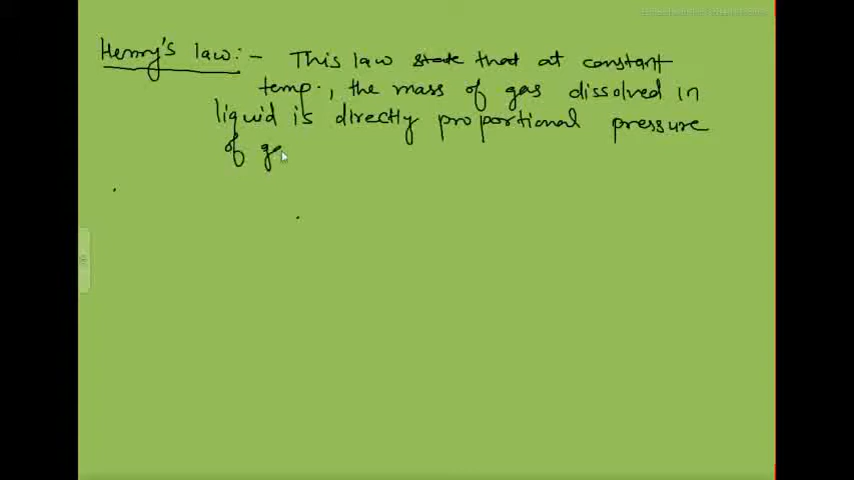 Henry's law:- This law state that at constant
temp., the mass of gas dissolved in
liquid is directly proportional pressure
of g